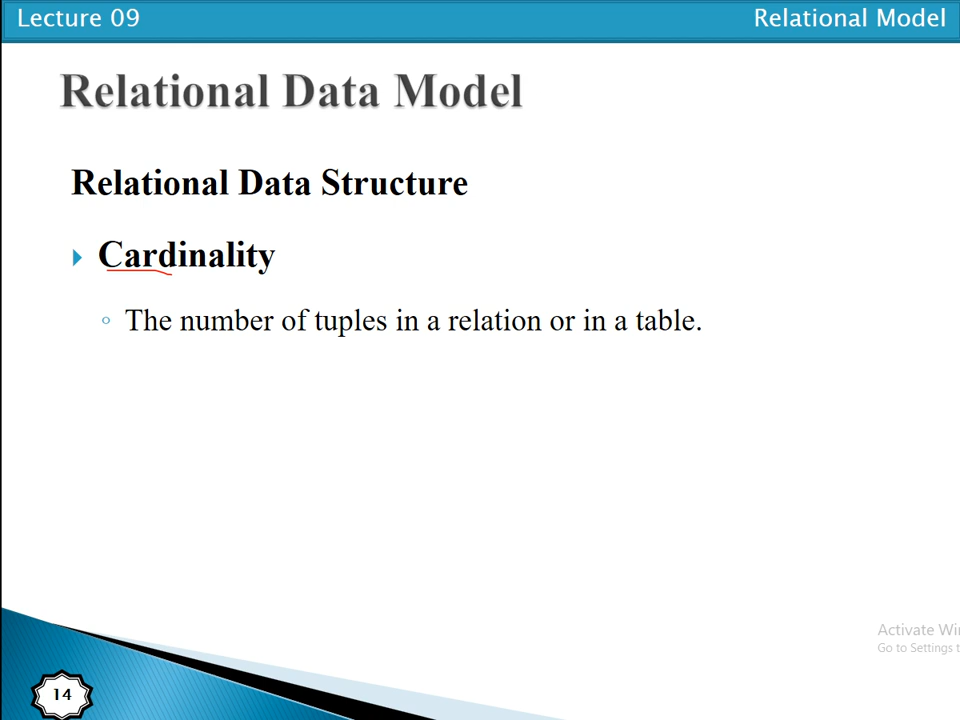 Lecture 09
Relational Model
Relational Data Model
Relational Data Structure
Cardinality
The number of tuples in a relation or in a table.
Activate Wi
Go to Settings t
14